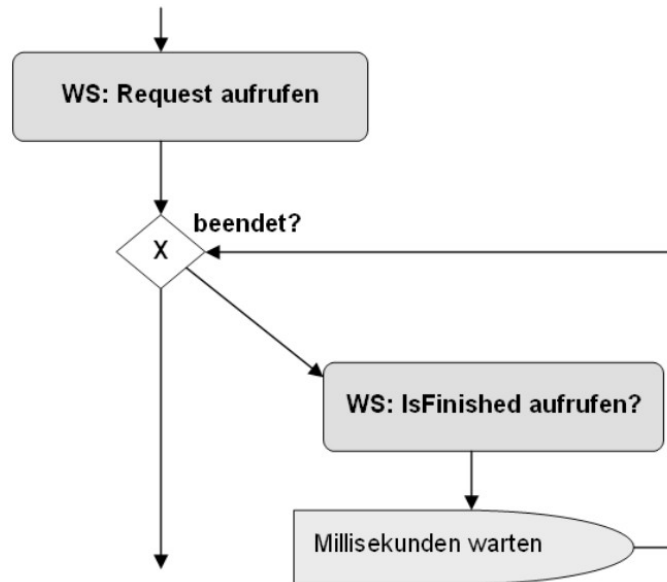 WS: Request aufrufen
beendet?
X
WS: IsFinished aufrufen?
Millisekunden warten